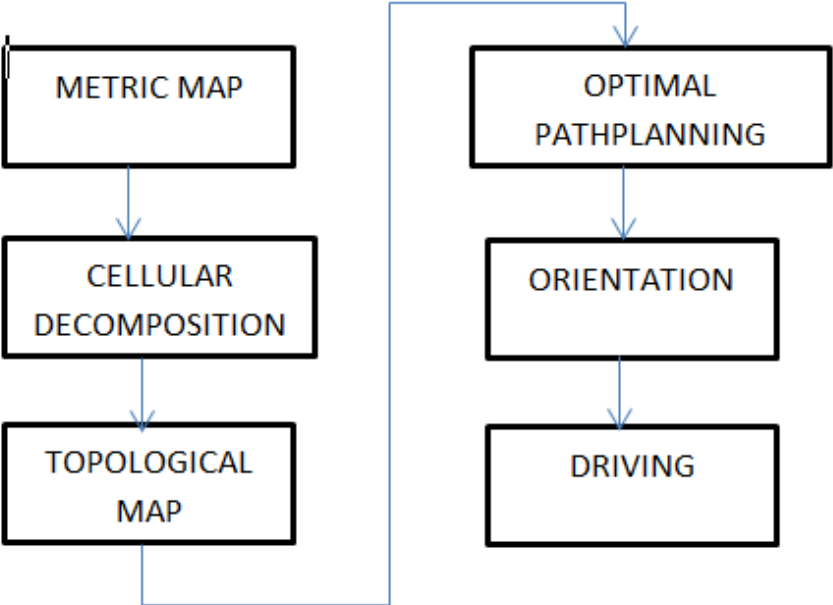 METRIC MAP
CELLULAR
DECOMPOSITION
TOPOLOGICAL
MAP
OPTIMAL
PATHPLANNING
ORIENTATION
DRIVING